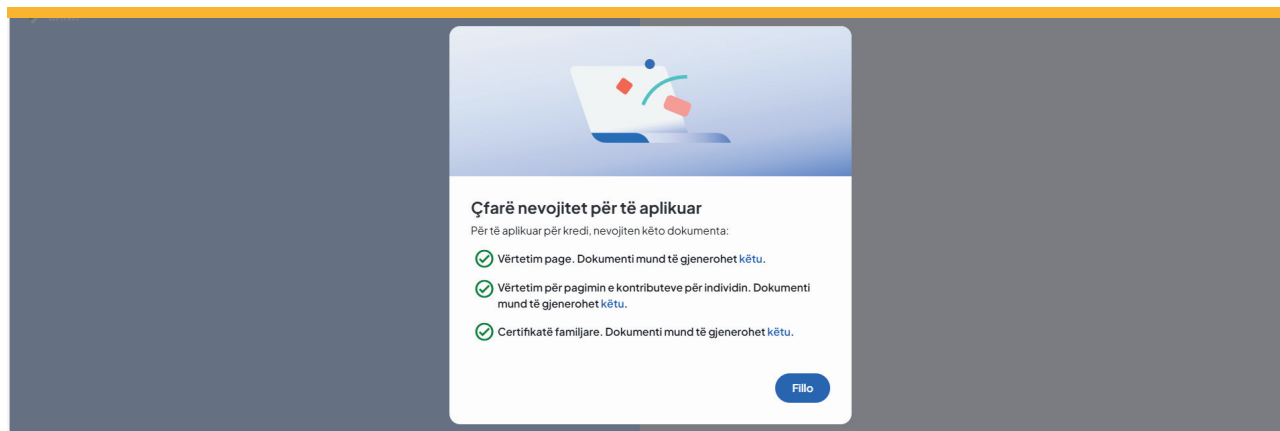 Çfarë nevojitet për të aplikuar
Për të aplikuar për kredi, nevojiten këto dokumenta:
Vërtetim page. Dokumenti mund të gjenerohet këtu.
Vërtetim për pagimin e kontributeve për individin. Dokumenti
mund të gjenerohet këtu.
Certifikatë familjare. Dokumenti mund të gjenerohet këtu.
Fillo